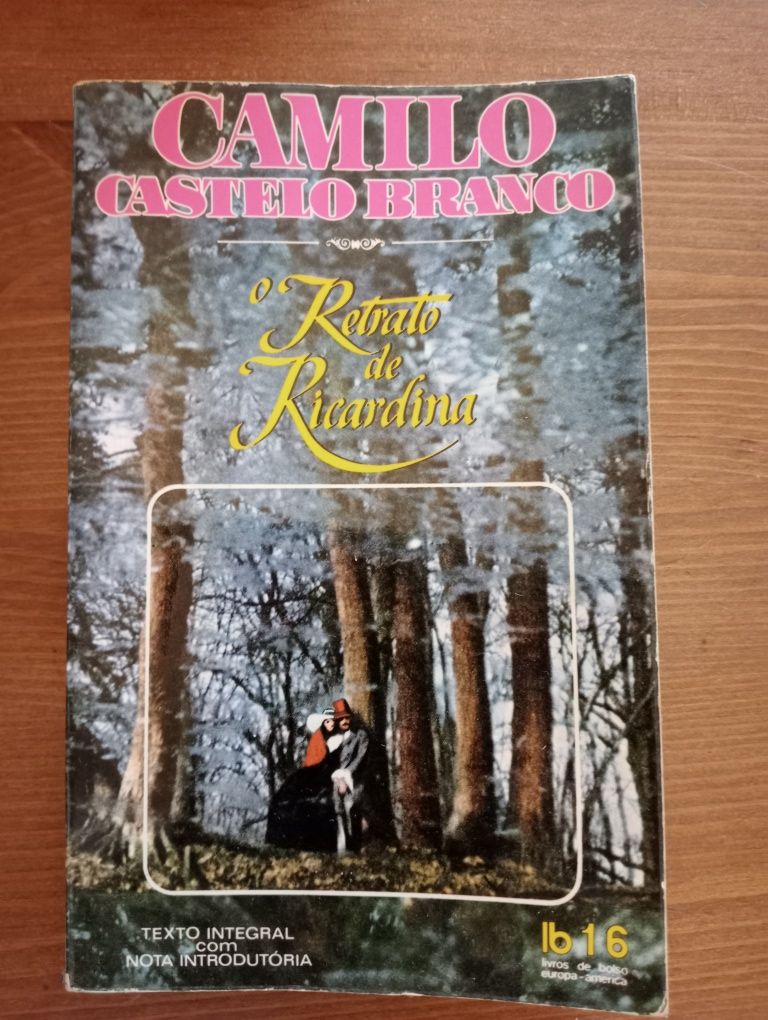 CAMILO
CASTELO BRANCO
O Retrato
de
Ricardina
TEXTO INTEGRAL
com
NOTA INTRODUTÓRIA
lb 16
livros de bolso
europa-américa